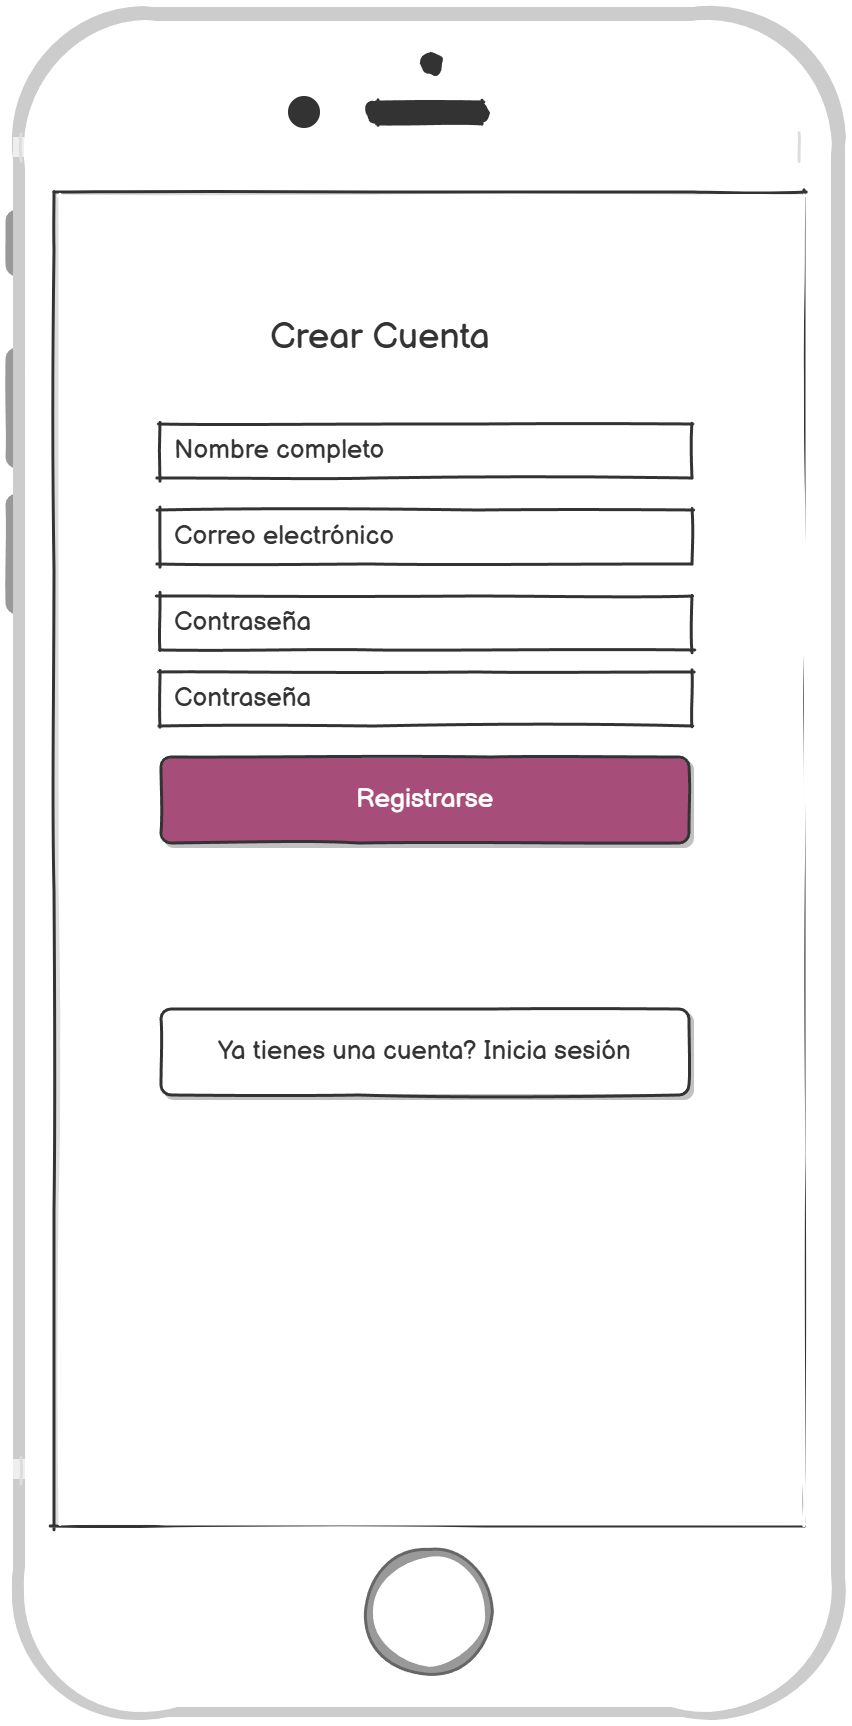 Crear Cuenta
Nombre completo
Correo electrónico
Contraseña
Contraseña
Registrarse
Ya tienes una cuenta? Inicia sesión